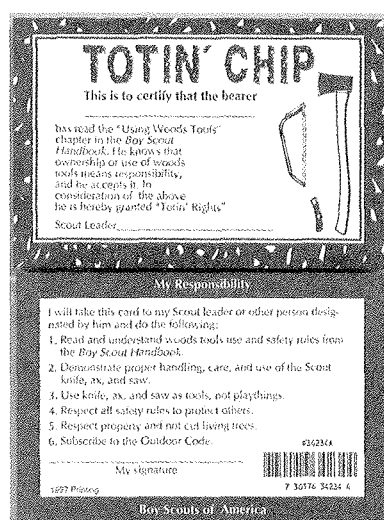 TOTIN' CHIP
This is to certify that the bearer
has read the "Using Woods Tools"
chapter in the Boy Scout
Handbook. He knows that
ownership or use of woods
tools means responsibility,
and he accepts it. In
consideration of the above
he is hereby granted "Totin' Rights"
Scout Leader
My Responsibility
I will take this card to my Scout leader or other person desig-
nated by him and do the following:
1. Read and understand woods tools use and safety rules from
the Boy Scout Handbook.
2. Demonstrate proper handling, care, and use of the Scout
knife, ax, and saw.
3. Use knife, ax, and saw as tools, not playthings.
4. Respect all safety rules to protect others.
5. Respect property and not cut living trees.
6. Subscribe to the Outdoor Code.
#34234A
My signature
1997 Printing
7 30176 34234 4
Boy Scouts of America